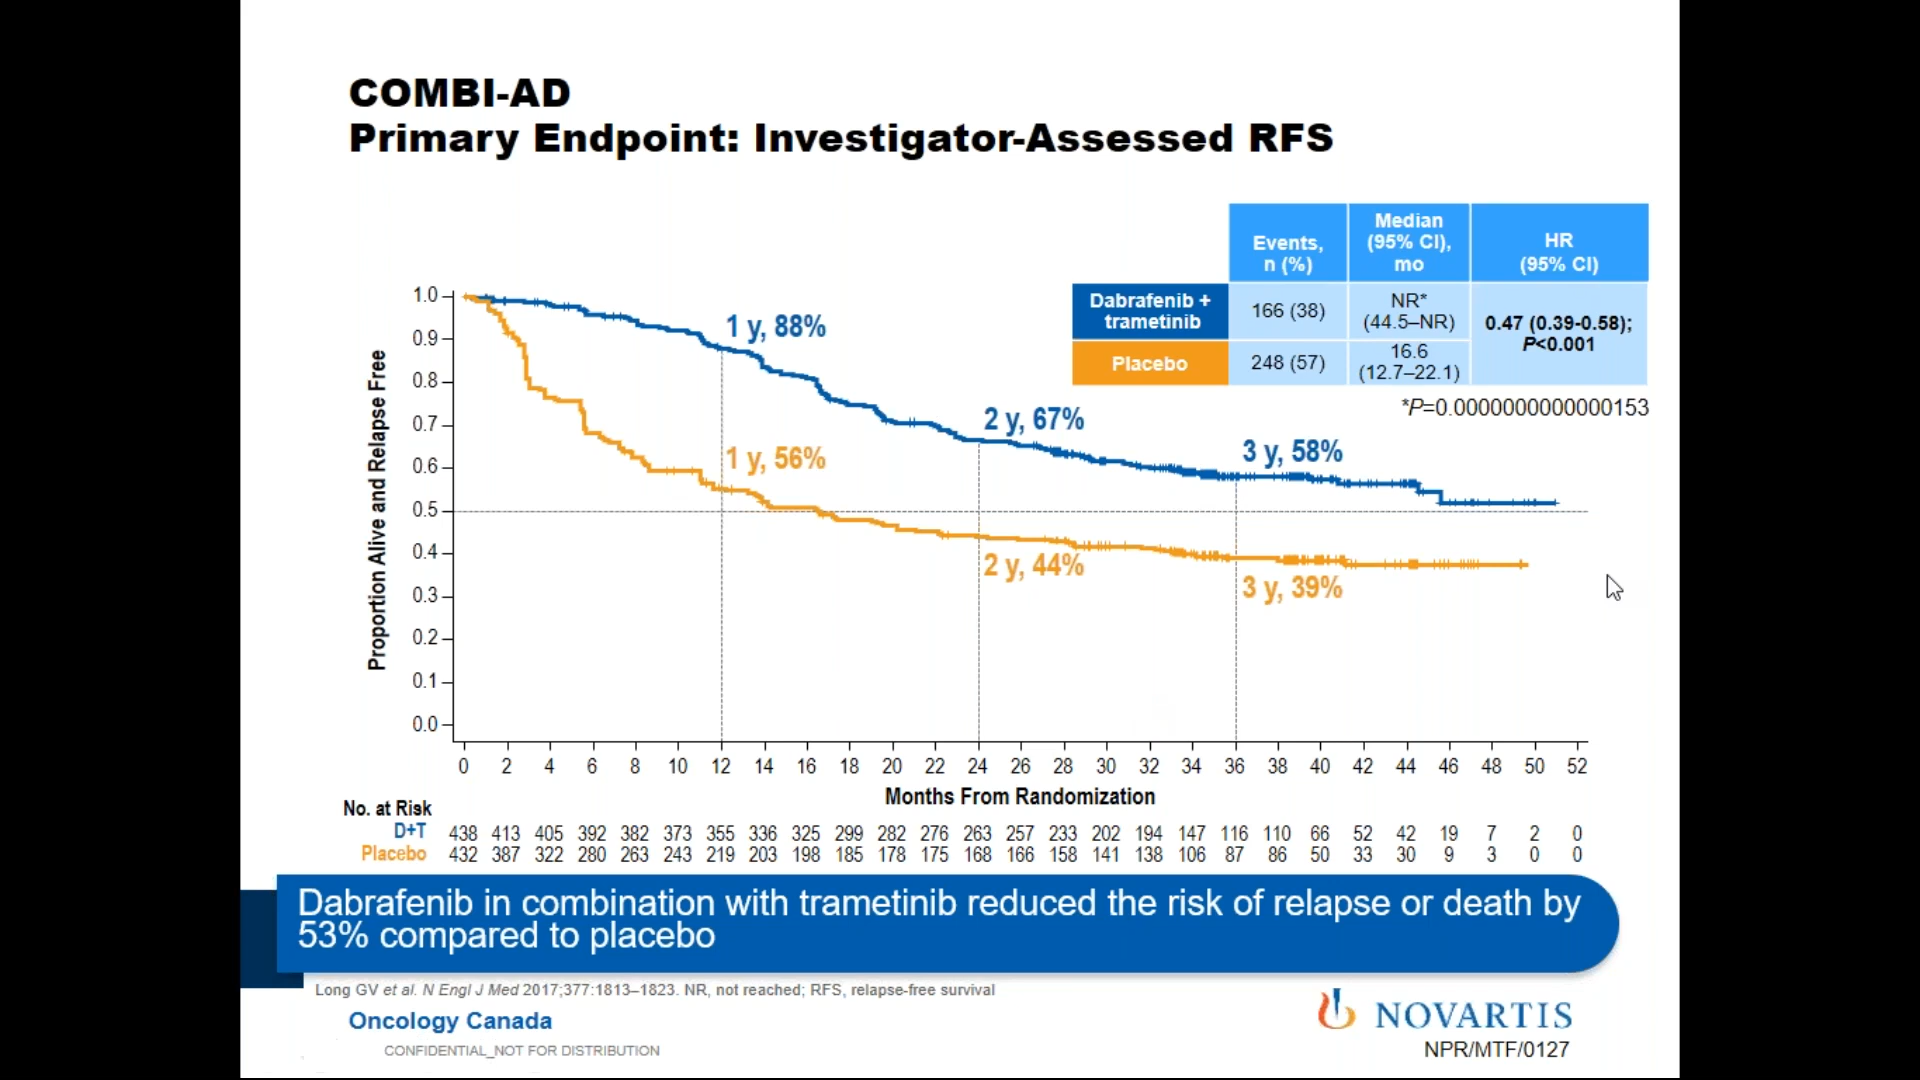 COMBI-AD
Primary Endpoint: Investigator-Assessed RFS
Events,
n (%)
Median
(95% CI),
mo
HR
(95% CI)
Dabrafenib +
trametinib
166 (38)
NR*
(44.5–NR)
0.47 (0.39-0.58);
P<0.001
Placebo
248 (57)
16.6
(12.7–22.1)
*P=0.0000000000000153
Proportion Alive and Relapse Free
1.0
0.9
0.8
0.7
0.6
0.5
0.4
0.3
0.2
0.1
0.0
1 y, 88%
2 y, 67%
3 y, 58%
1 y, 56%
2 y, 44%
3 y, 39%
0 2 4 6 8 10 12 14 16 18 20 22 24 26 28 30 32 34 36 38 40 42 44 46 48 50 52
Months From Randomization
No. at Risk
D+T 438 413 405 392 382 373 355 336 325 299 282 276 263 257 233 202 194 147 116 110 66 52 42 19 7 2 0
Placebo 432 387 322 280 263 243 219 203 198 185 178 175 168 166 158 141 138 106 87 86 50 33 30 9 3 0 0
Dabrafenib in combination with trametinib reduced the risk of relapse or death by
53% compared to placebo
Long GV et al. N Engl J Med 2017;377:1813–1823. NR, not reached; RFS, relapse-free survival
Oncology Canada
CONFIDENTIAL_NOT FOR DISTRIBUTION
NOVARTIS
NPR/MTF/0127